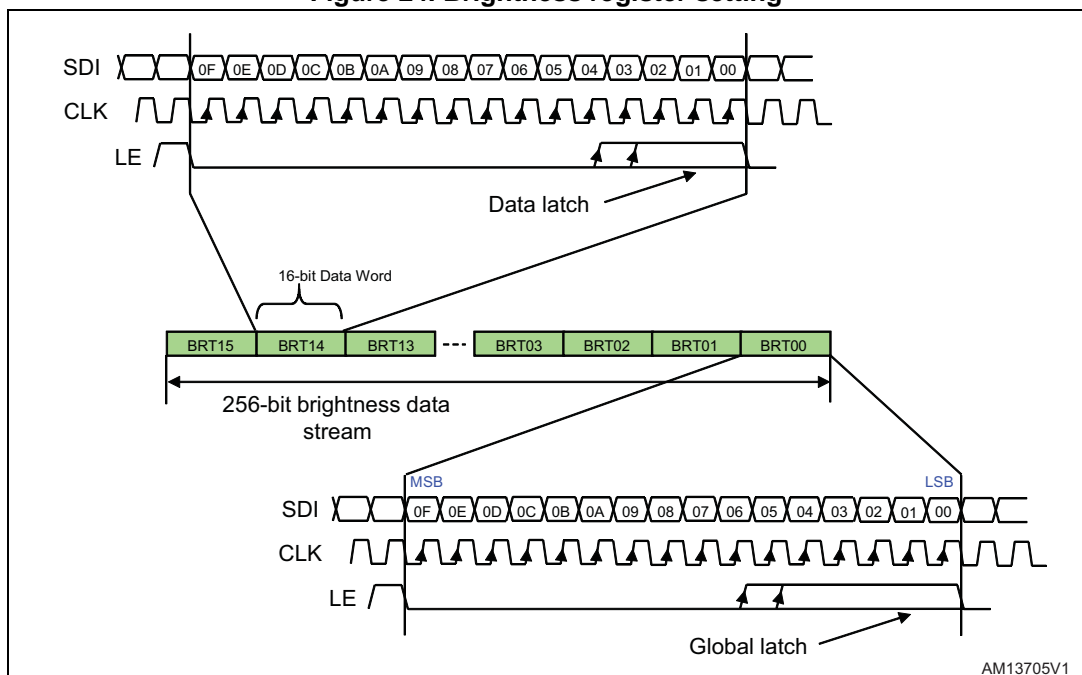 Figure 24. Brightness register setting
SDI 0F 0E 0D 0C 0B 0A 09 08 07 06 05 04 03 02 01 00
CLK
LE
Data latch
16-bit Data Word
BRT15 BRT14 BRT13 BRT03 BRT02 BRT01 BRT00
256-bit brightness data
stream
MSB LSB
SDI 0F 0E 0D 0C 0B 0A 09 08 07 06 05 04 03 02 01 00
CLK
LE
Global latch
AM13705V1